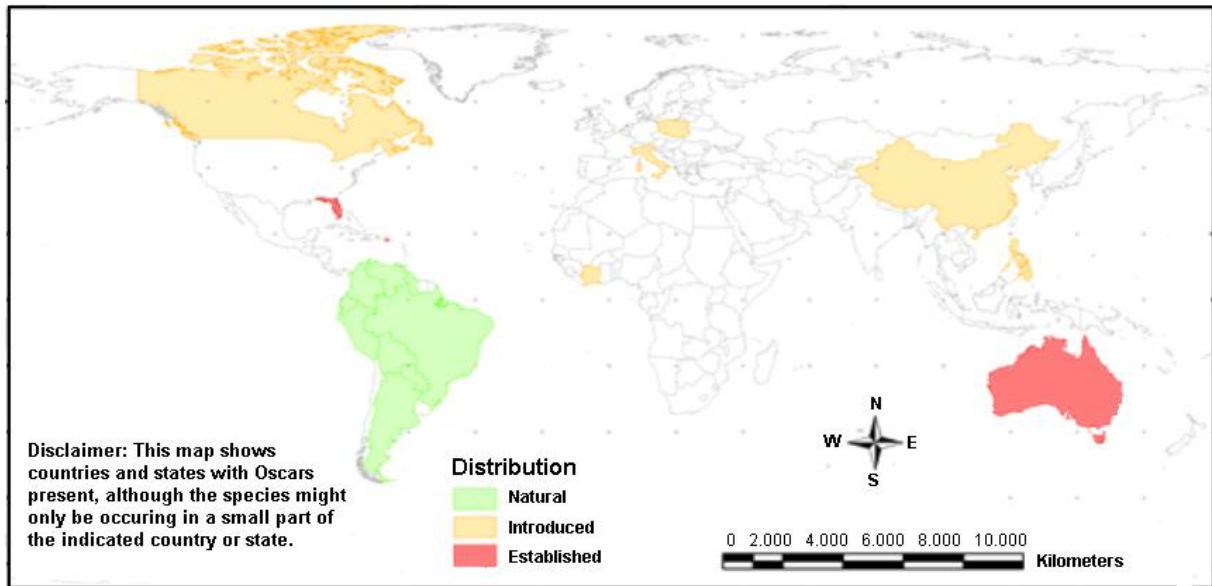 N
W E
S
Disclaimer: This map shows
countries and states with Oscars
present, although the species might
only be occuring in a small part of
the indicated country or state.
Distribution
Natural
Introduced
Established
0 2.000 4.000 6.000 8.000 10.000
Kilometers